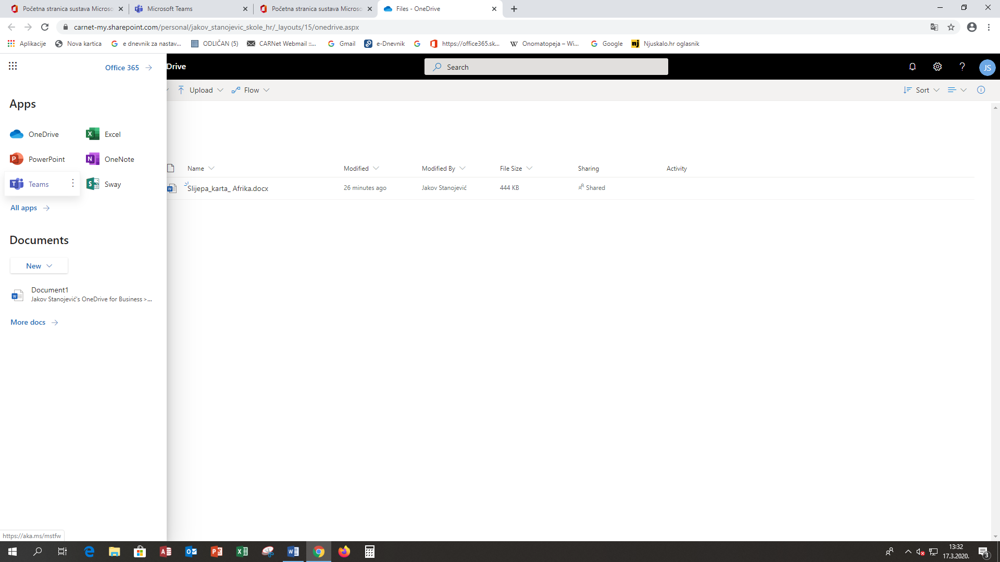 Početna stranica sustava Microso
Microsoft Teams
Početna stranica sustava Microso
Files - OneDrive
carnet-my.sharepoint.com/personal/jakov_stanojevic_skole_hr/_layouts/15/onedrive.aspx
Aplikacije
Nova kartica
e dnevnik za nastav...
ODLIČAN (5)
CARNet Webmail ::...
Gmail
e-Dnevnik
https://office365.sk...
Onomatopeja – Wi...
Google
Njuskalo.hr oglasnik
Office 365
Drive
Search
JS
Upload
Flow
Sort
Apps
OneDrive
Excel
PowerPoint
OneNote
Teams
Sway
All apps
Name
Modified
Modified By
File Size
Sharing
Activity
Slijepa_karta_ Afrika.docx
26 minutes ago
Jakov Stanojević
444 KB
Shared
Documents
New
Document1
Jakov Stanojević's OneDrive for Business >...
More docs
https://aka.ms/mstfw
13:32
17.3.2020.
3